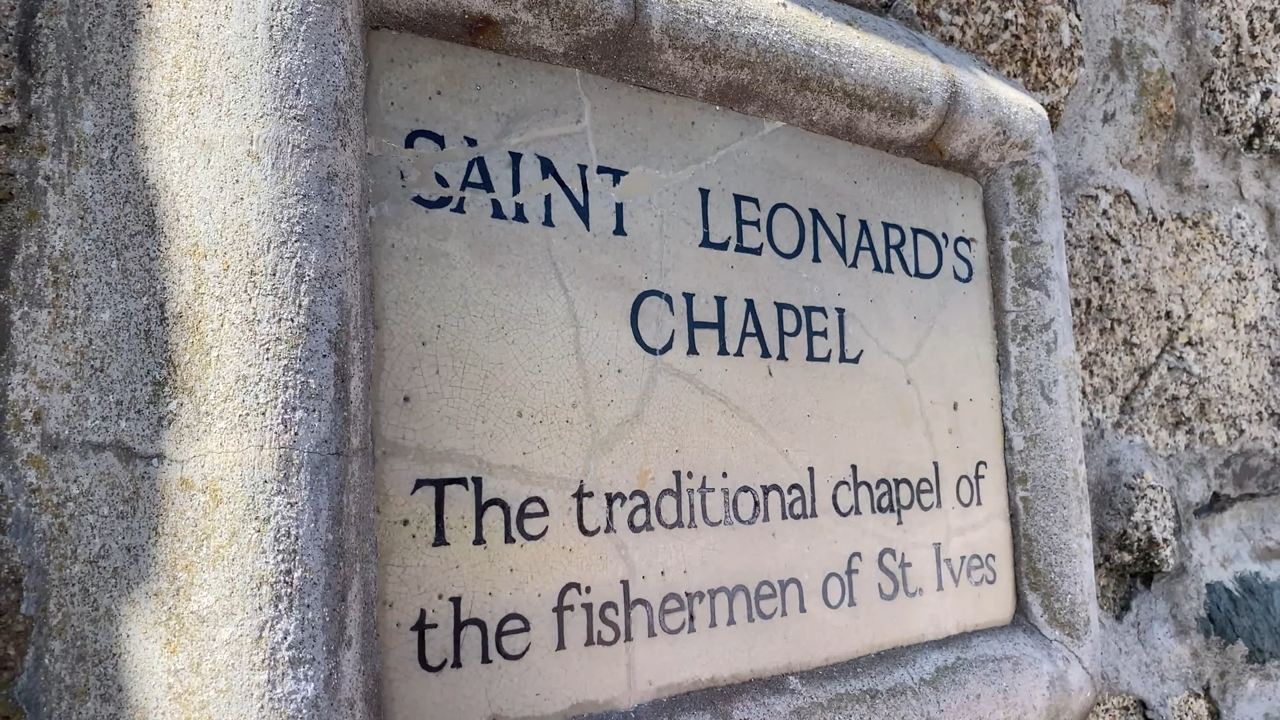 SAINT LEONARD'S
CHAPEL
The traditional chapel of
the fishermen of St. Ives